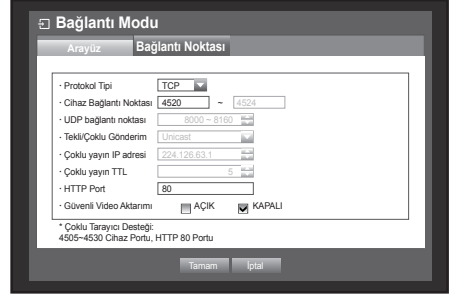 Bağlantı Modu
Arayüz Bağlantı Noktası
· Protokol Tipi TCP
· Cihaz Bağlantı Noktası 4520 ~ 4524
· UDP bağlantı noktası 8000 ~ 8160
· Tekli/Çoklu Gönderim Unicast
· Çoklu yayın IP adresi 224.126.63.1
· Çoklu yayın TTL 5
· HTTP Port 80
· Güvenli Video Aktarımı AÇIK KAPALI
* Çoklu Tarayıcı Desteği:
4505~4530 Cihaz Portu, HTTP 80 Portu
Tamam İptal